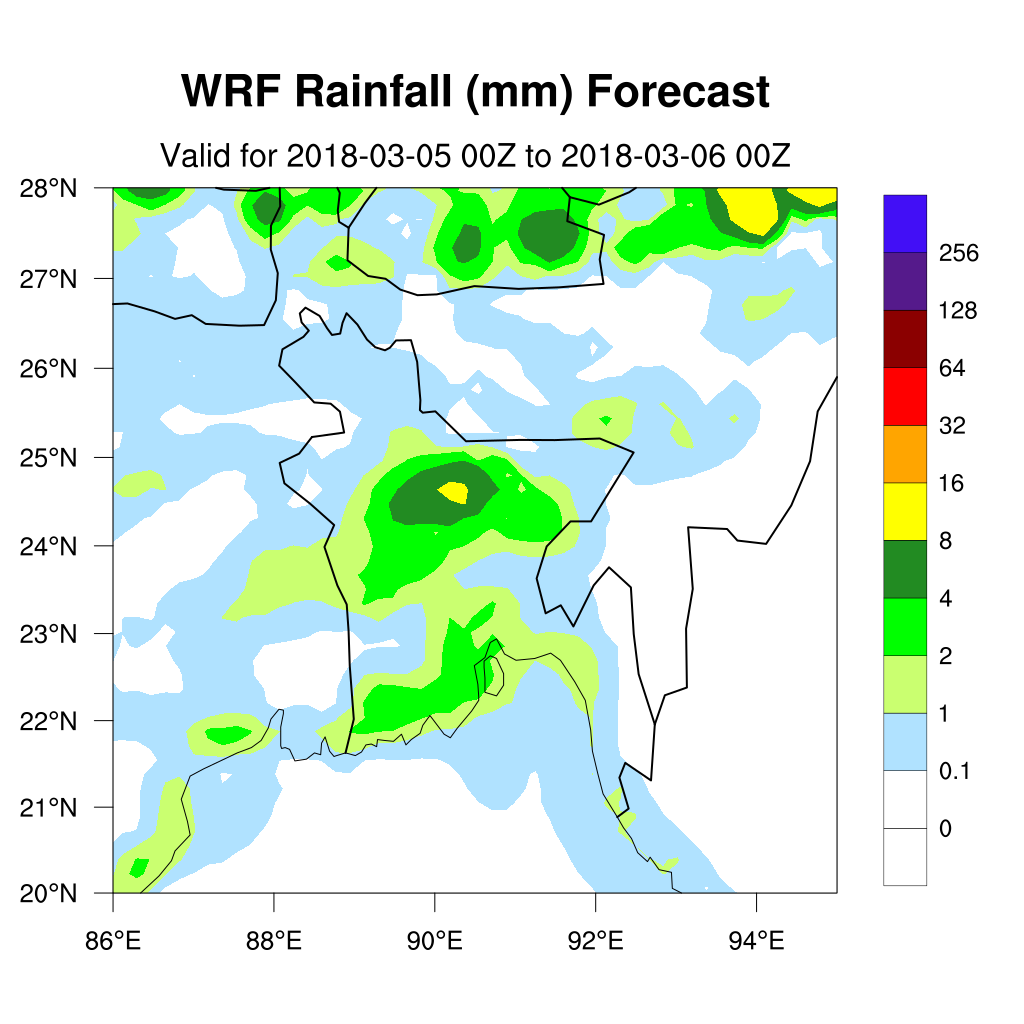 WRF Rainfall (mm) Forecast
Valid for 2018-03-05 00Z to 2018-03-06 00Z
28°N
27°N
26°N
25°N
24°N
23°N
22°N
21°N
20°N
86°E
88°E
90°E
92°E
94°E
256
128
64
32
16
8
4
2
1
0.1
0